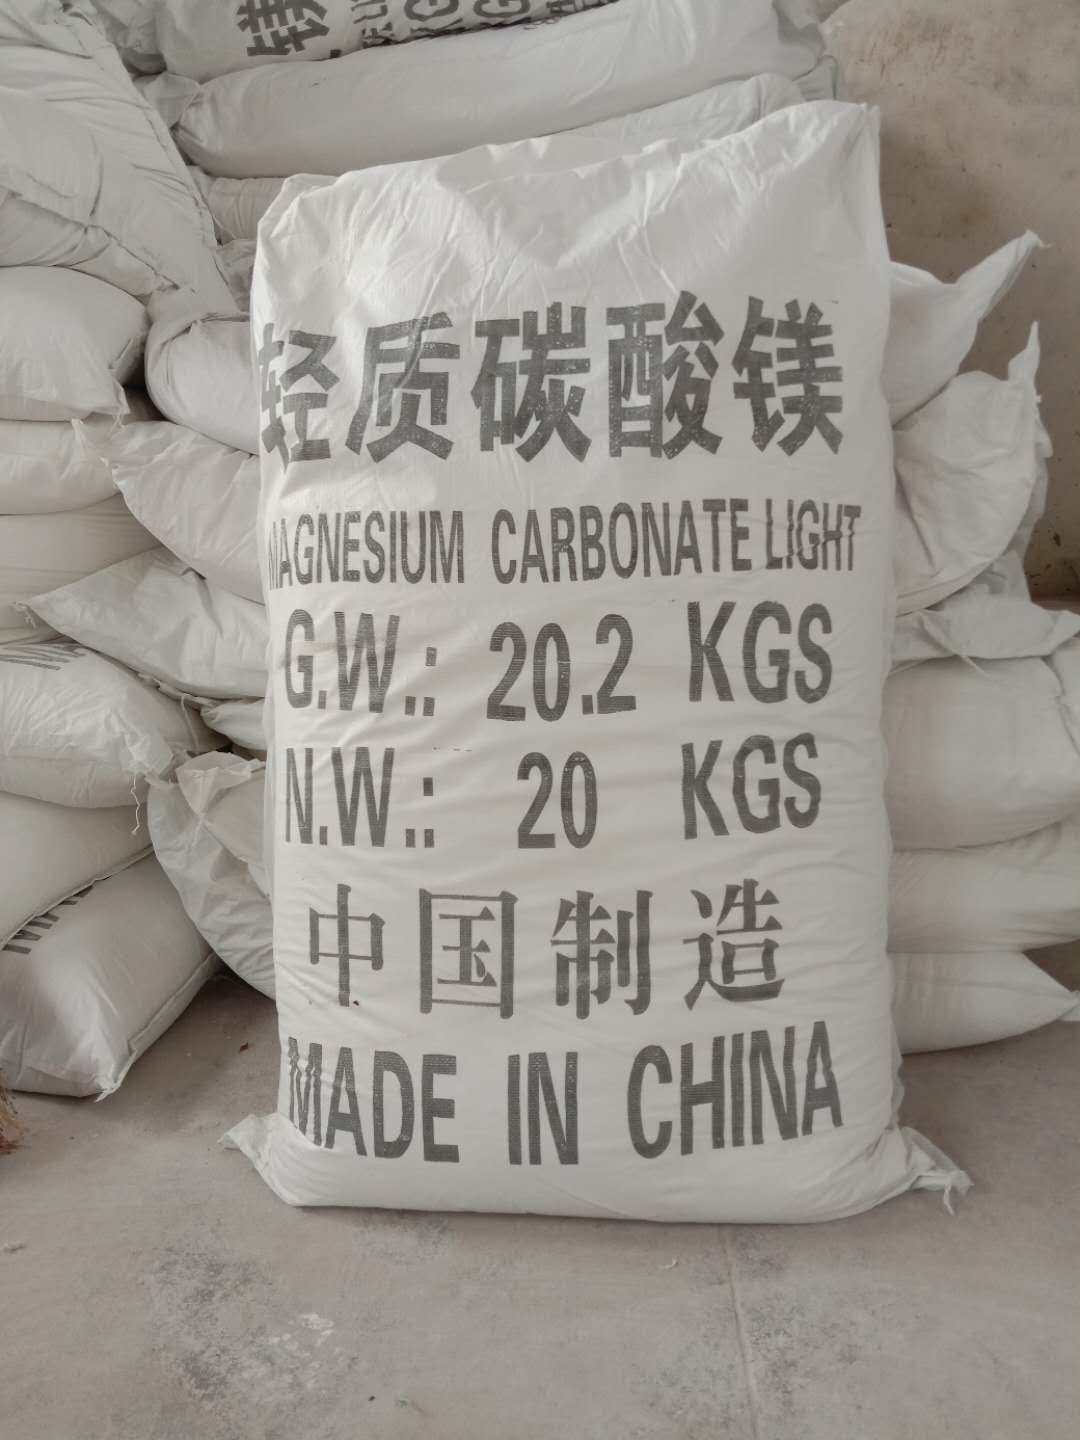 轻质碳酸镁
MAGNESIUM CARBONATE LIGHT
G.W.: 20.2 KGS
N.W.: 20 KGS
中国制造
MADE IN CHINA